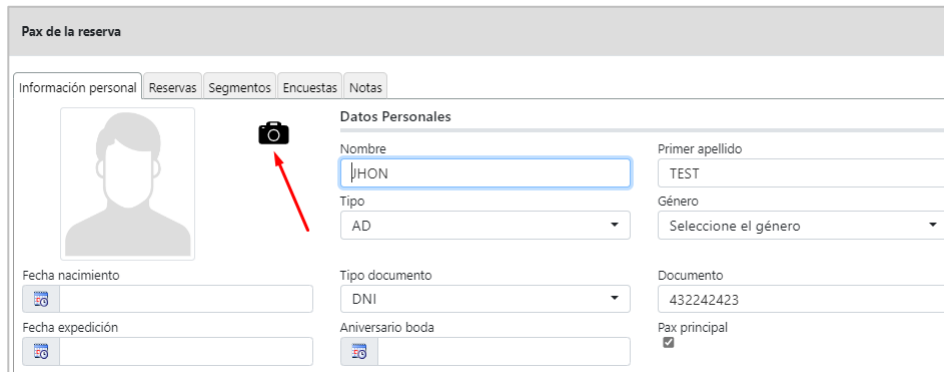 Pax de la reserva
Información personal Reservas Segmentos Encuestas Notas
Datos Personales
Nombre Primer apellido
JHON TEST
Tipo Género
AD Seleccione el género
Fecha nacimiento Tipo documento Documento
DNI 432242423
Fecha expedición Aniversario boda Pax principal